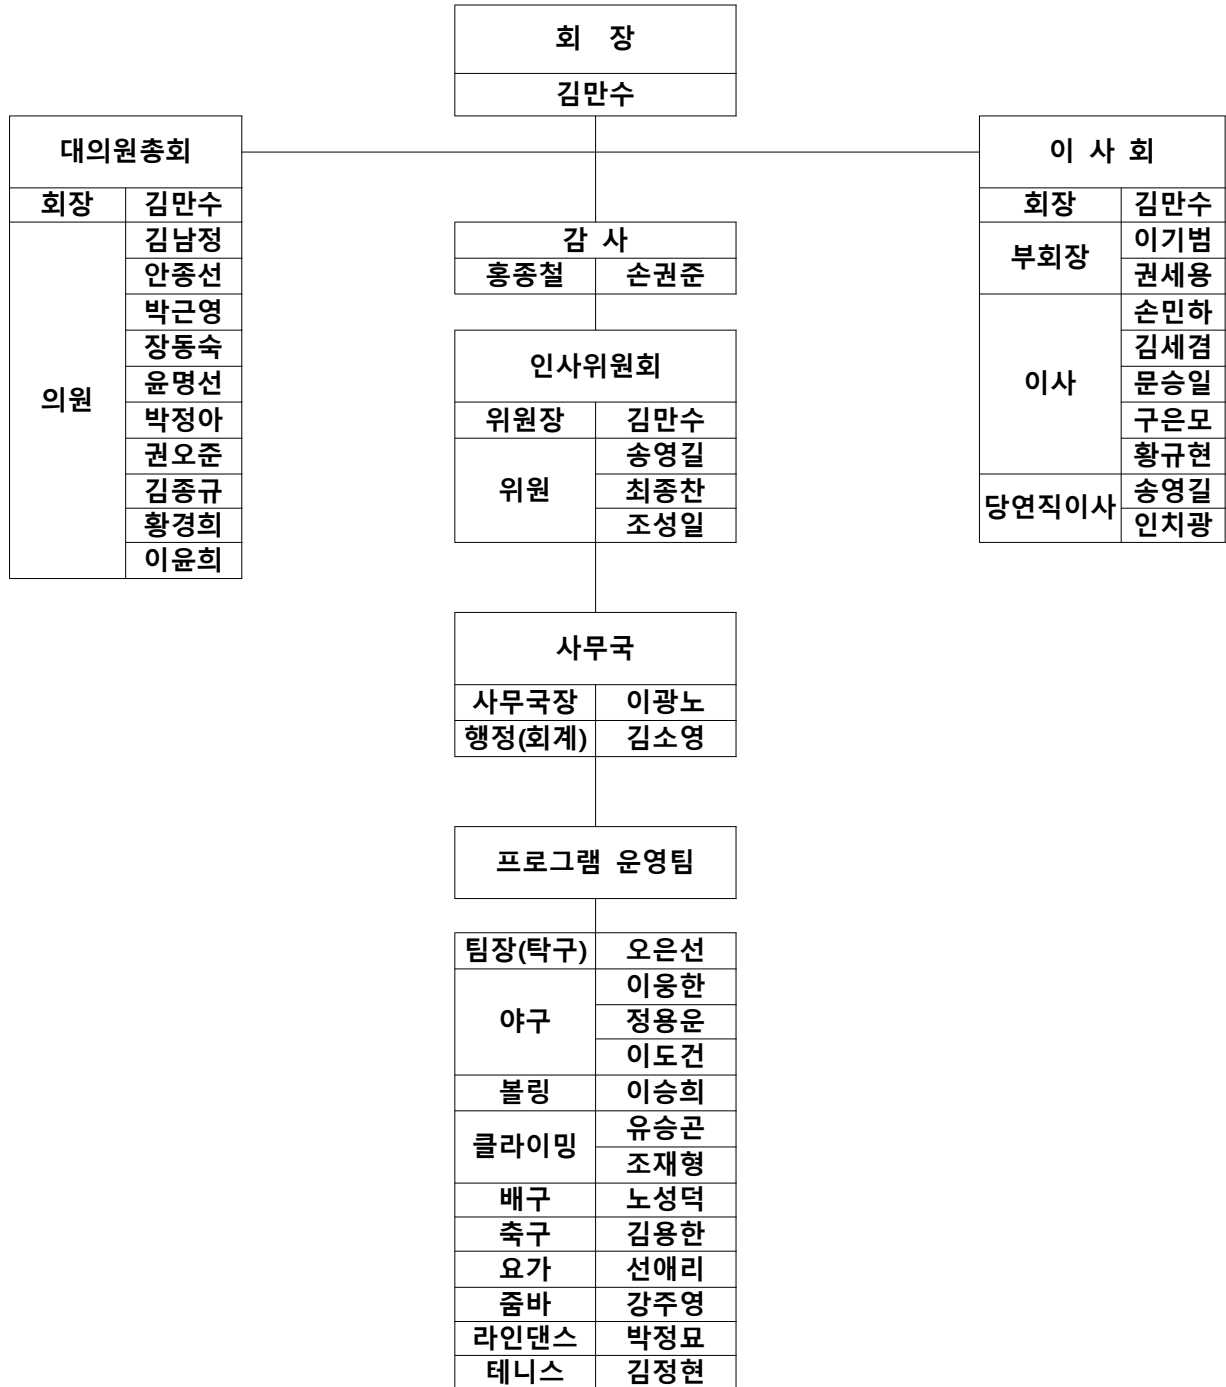 회 장
김만수
대의원총회
회장 김만수
의원
김남정
안종선
박근영
장동숙
윤명선
박정아
권오준
김종규
황경희
이윤희
감 사
홍종철 손권준
인사위원회
위원장 김만수
위원
송영길
최종찬
조성일
이 사 회
회장 김만수
부회장
이기범
권세용
이사
손민하
김세겸
문승일
구은모
황규현
당연직이사
송영길
인치광
사무국
사무국장 이광노
행정(회계) 김소영
프로그램 운영팀
팀장(탁구) 오은선
야구
이웅한
정용운
이도건
볼링 이승희
클라이밍
유승곤
조재형
배구 노성덕
축구 김용한
요가 선애리
줌바 강주영
라인댄스 박정묘
테니스 김정현